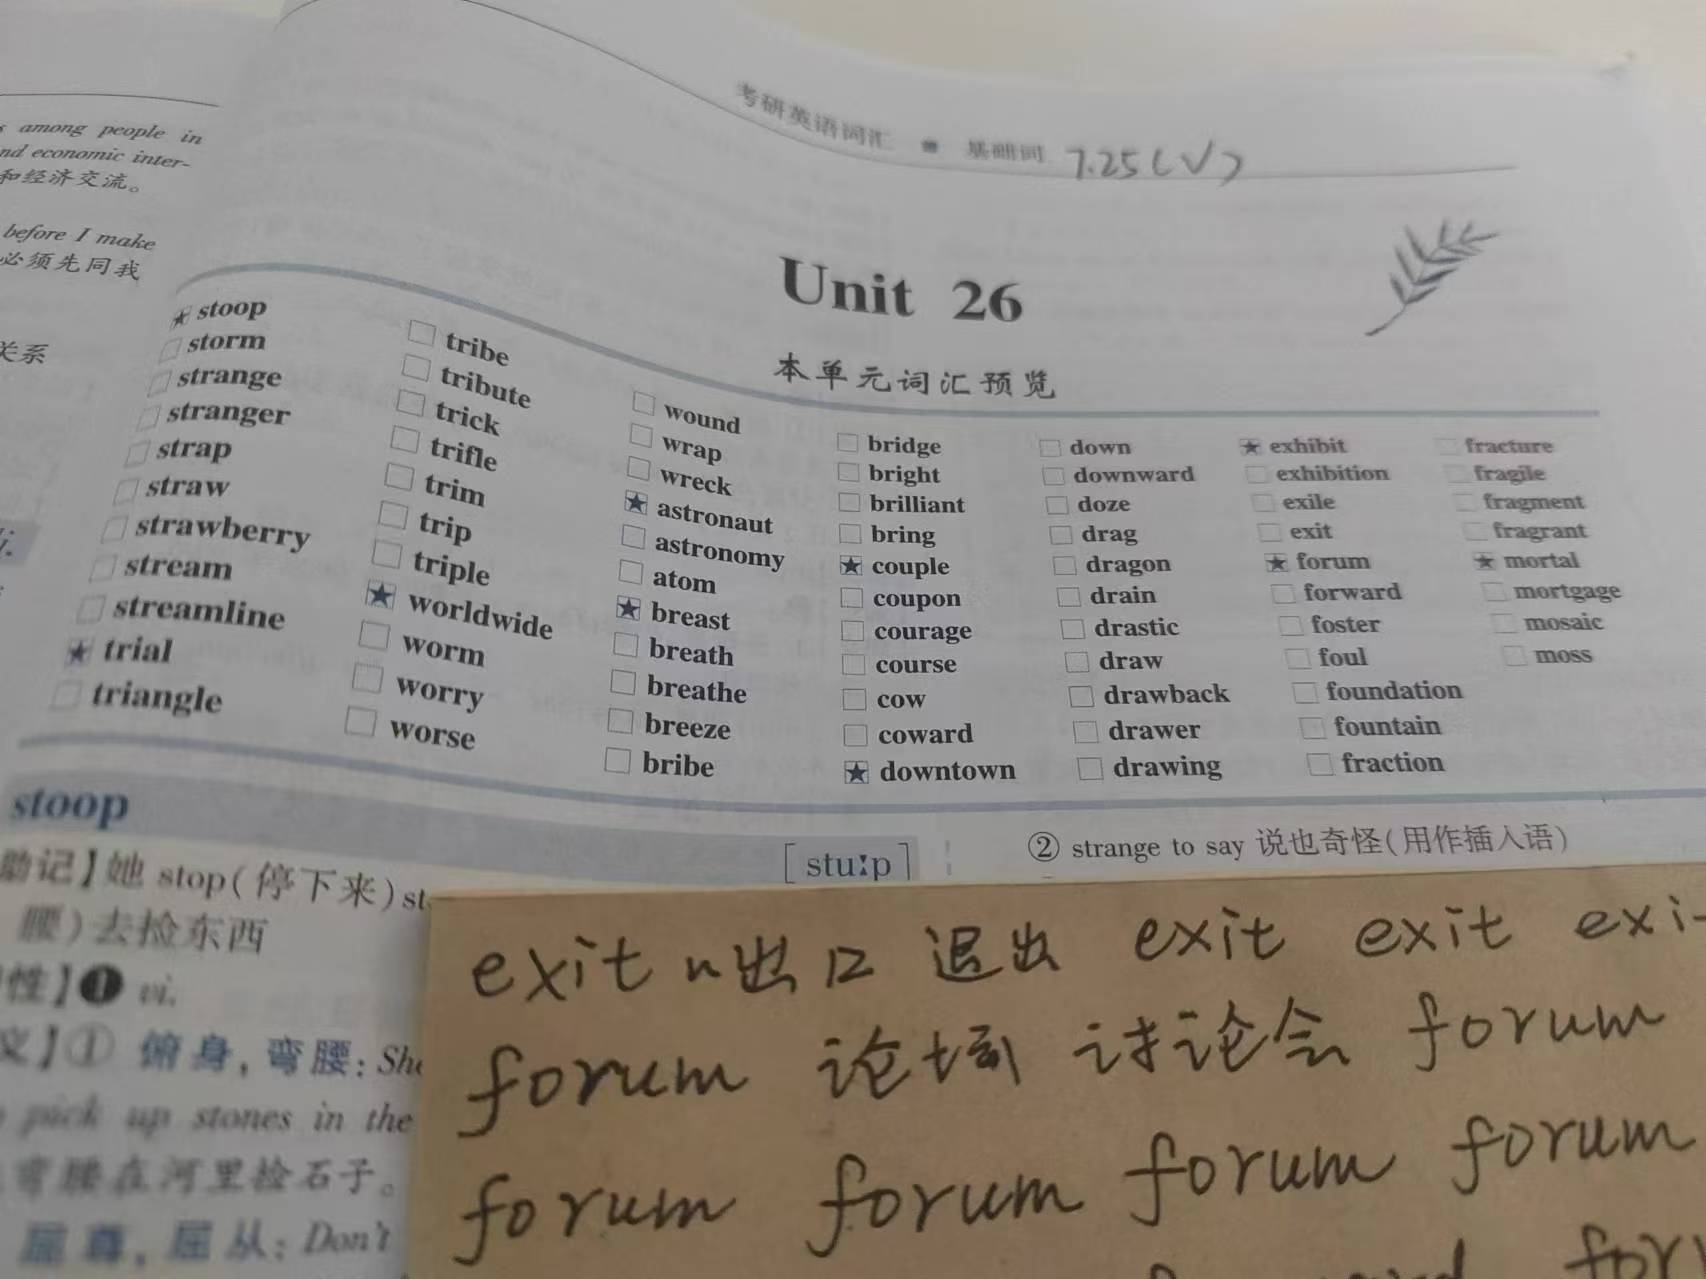 among people in
economic inter-
和经济交流。
before I make
必须先同我
关系
考研英语词汇 基础词 7.25(√)
Unit 26
本单元词汇预览
stoop
storm
strange
stranger
strap
straw
strawberry
stream
streamline
trial
triangle
tribe
tribute
trick
trifle
trim
trip
triple
worldwide
worm
worry
worse
wound
wrap
wreck
astronaut
astronomy
atom
breast
breath
breathe
breeze
bribe
bridge
bright
brilliant
bring
couple
coupon
courage
course
cow
coward
downtown
down
downward
doze
drag
dragon
drain
drastic
draw
drawback
drawer
drawing
exhibit
exhibition
exile
exit
forum
forward
foster
foul
foundation
fountain
fraction
fracture
fragile
fragment
fragrant
mortal
mortgage
mosaic
moss
stoop [stuːp]
助记】她 stop(停下来)
腰)去捡东西
性】❶ vi.
义】① 俯身,弯腰:
pick up stones in the
弯腰在河里捡石子。
屈尊,屈从: Don't
② strange to say 说也奇怪(用作插入语)
exit n出口 退出 exit exit
forum 论坛 讨论会 forum
forum forum forum forum